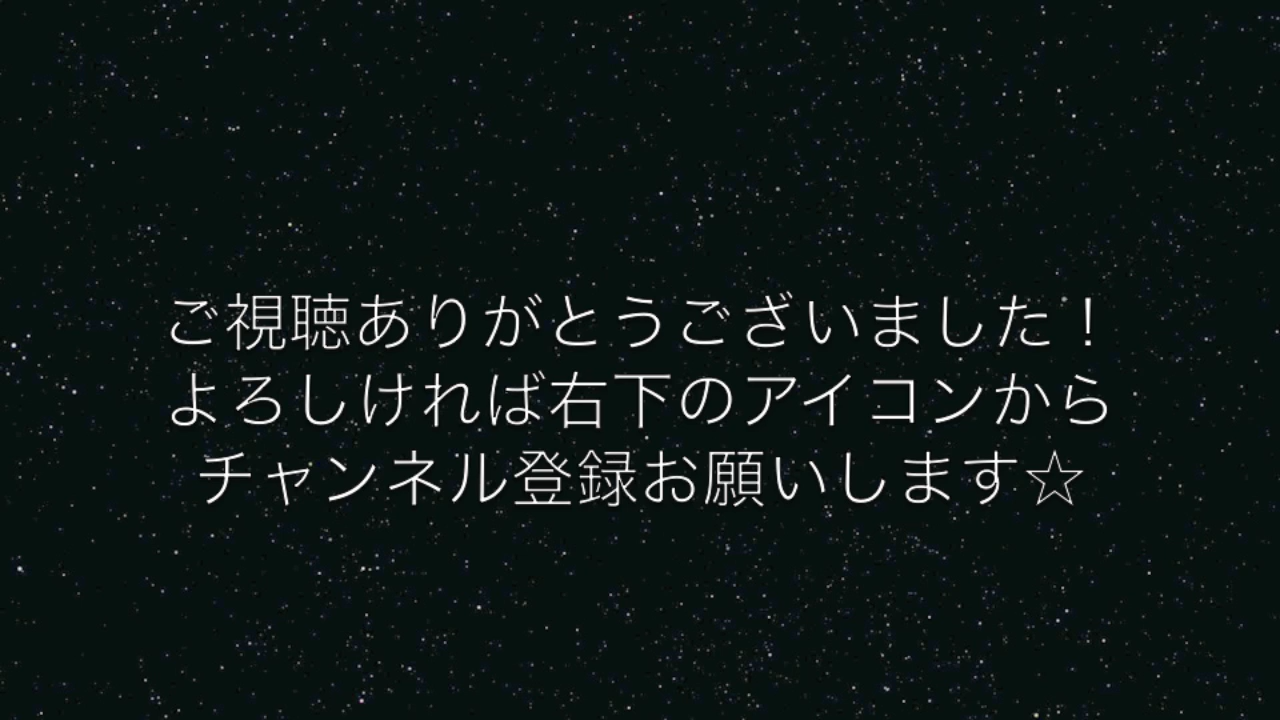 ご視聴ありがとうございました！
よろしければ右下のアイコンから
チャンネル登録お願いします☆